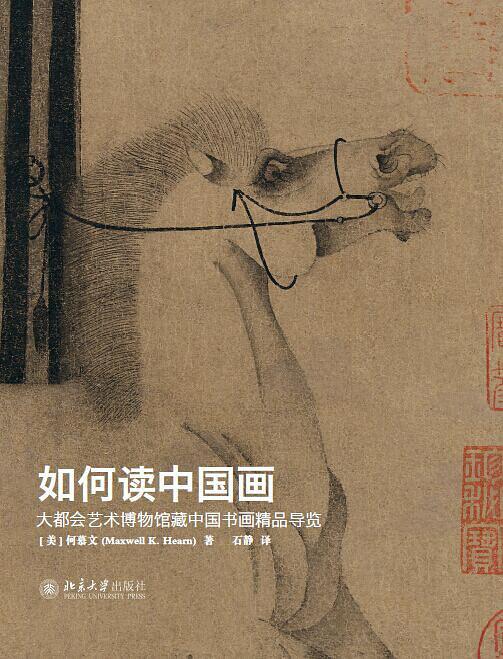 如何读中国画
大都会艺术博物馆藏中国书画精品导览
[ 美 ] 何慕文 (Maxwell K. Hearn) 著 石静 译
北京大学出版社
PEKING UNIVERSITY PRESS